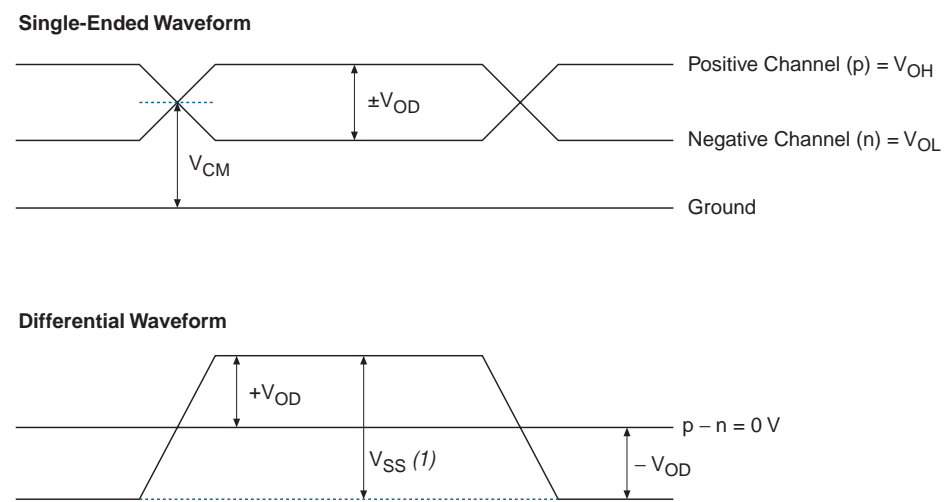 Single-Ended Waveform
Positive Channel (p) = VOH
±VOD
Negative Channel (n) = VOL
VCM
Ground
Differential Waveform
+VOD
p – n = 0 V
VSS (1)
– VOD